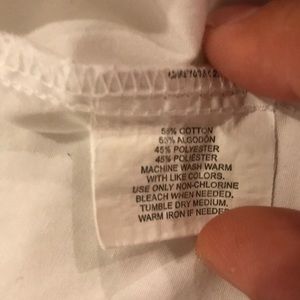 55% COTTON
55% ALGODÓN
45% POLYESTER
45% POLIÉSTER
MACHINE WASH WARM
WITH LIKE COLORS.
USE ONLY NON-CHLORINE
BLEACH WHEN NEEDED.
TUMBLE DRY MEDIUM.
WARM IRON IF NEEDED